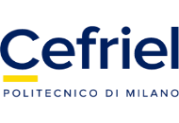 Cefriel
POLITECNICO DI MILANO